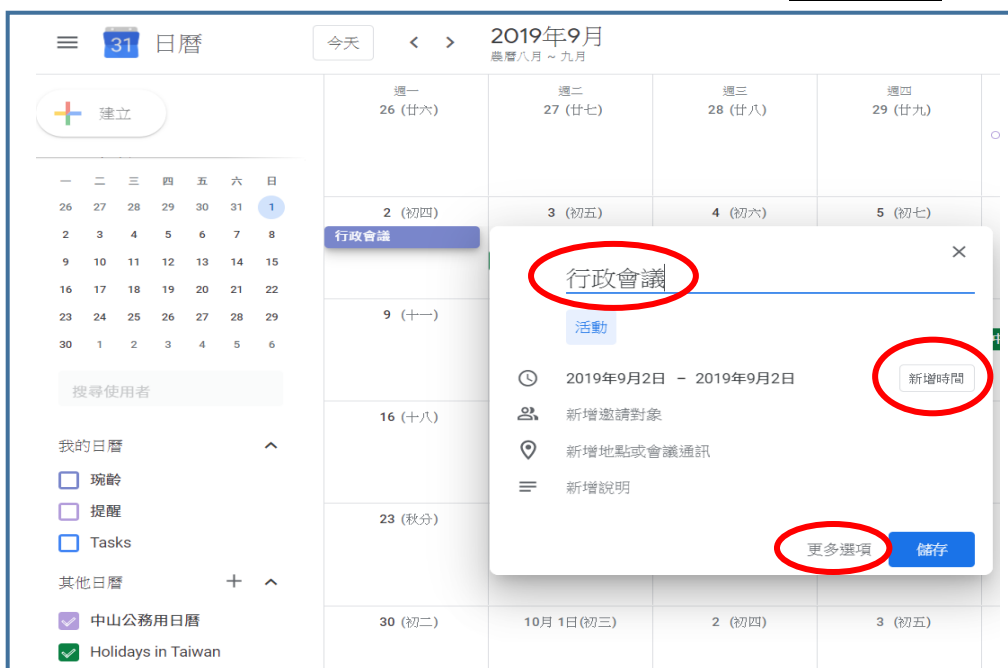 31 日曆 今天 < > 2019年9月
農曆八月 ~ 九月
建立
一 二 三 四 五 六 日
26 27 28 29 30 31 1
2 3 4 5 6 7 8
9 10 11 12 13 14 15
16 17 18 19 20 21 22
23 24 25 26 27 28 29
30 1 2 3 4 5 6
搜尋使用者
我的日曆
琬齡
提醒
Tasks
其他日曆
中山公務用日曆
Holidays in Taiwan
週一 週二 週三 週四
26 (廿六) 27 (廿七) 28 (廿八) 29 (廿九)
2 (初四) 3 (初五) 4 (初六) 5 (初七)
行政會議
9 (十一)
16 (十八)
23 (秋分)
30 (初二) 10月 1日(初三) 2 (初四) 3 (初五)
行政會議
活動
2019年9月2日 – 2019年9月2日 新增時間
新增邀請對象
新增地點或會議通訊
新增說明
更多選項 儲存